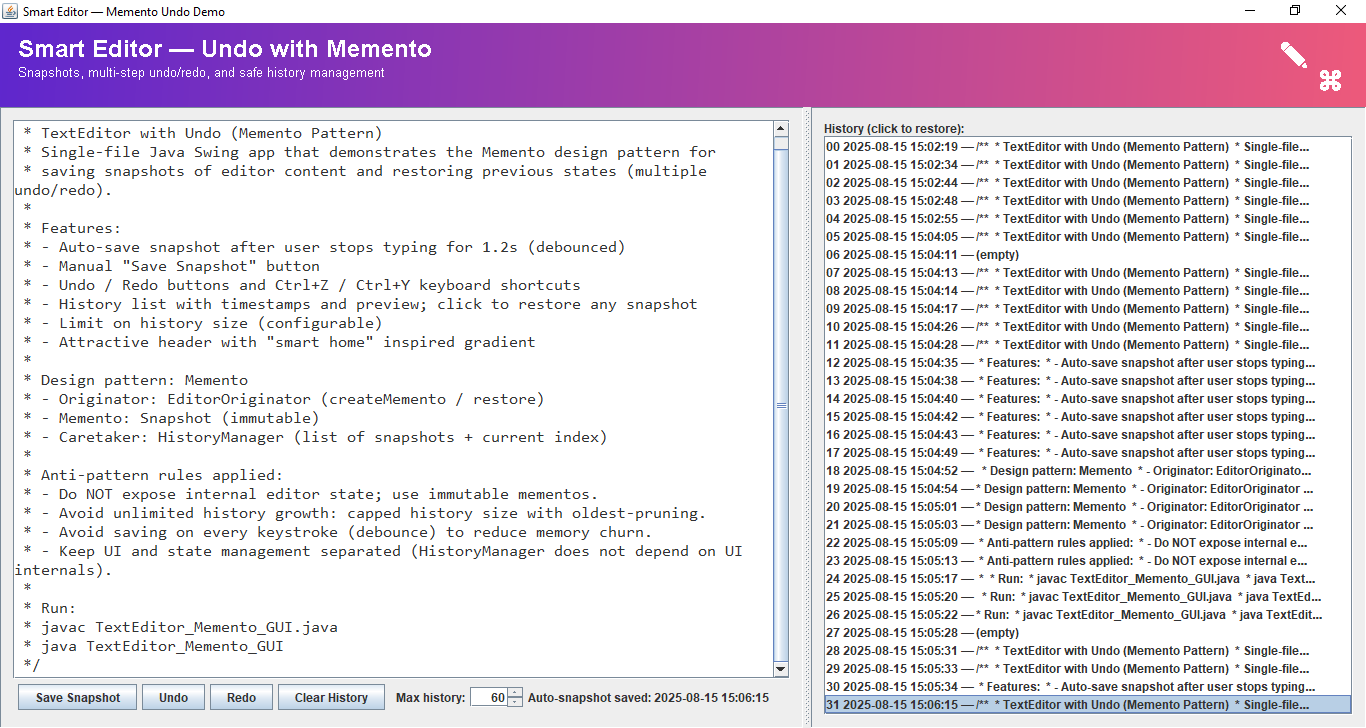 Smart Editor — Memento Undo Demo
Smart Editor — Undo with Memento
Snapshots, multi-step undo/redo, and safe history management
* TextEditor with Undo (Memento Pattern)
* Single-file Java Swing app that demonstrates the Memento design pattern for
* saving snapshots of editor content and restoring previous states (multiple
undo/redo).
*
* Features:
* - Auto-save snapshot after user stops typing for 1.2s (debounced)
* - Manual "Save Snapshot" button
* - Undo / Redo buttons and Ctrl+Z / Ctrl+Y keyboard shortcuts
* - History list with timestamps and preview; click to restore any snapshot
* - Limit on history size (configurable)
* - Attractive header with "smart home" inspired gradient
*
* Design pattern: Memento
* - Originator: EditorOriginator (createMemento / restore)
* - Memento: Snapshot (immutable)
* - Caretaker: HistoryManager (list of snapshots + current index)
*
* Anti-pattern rules applied:
* - Do NOT expose internal editor state; use immutable mementos.
* - Avoid unlimited history growth: capped history size with oldest-pruning.
* - Avoid saving on every keystroke (debounce) to reduce memory churn.
* - Keep UI and state management separated (HistoryManager does not depend on UI
internals).
*
* Run:
* javac TextEditor_Memento_GUI.java
* java TextEditor_Memento_GUI
*/
Save Snapshot Undo Redo Clear History Max history: 60 Auto-snapshot saved: 2025-08-15 15:06:15
History (click to restore):
00 2025-08-15 15:02:19 — /** * TextEditor with Undo (Memento Pattern) * Single-file...
01 2025-08-15 15:02:34 — /** * TextEditor with Undo (Memento Pattern) * Single-file...
02 2025-08-15 15:02:44 — /** * TextEditor with Undo (Memento Pattern) * Single-file...
03 2025-08-15 15:02:48 — /** * TextEditor with Undo (Memento Pattern) * Single-file...
04 2025-08-15 15:02:55 — /** * TextEditor with Undo (Memento Pattern) * Single-file...
05 2025-08-15 15:04:05 — /** * TextEditor with Undo (Memento Pattern) * Single-file...
06 2025-08-15 15:04:11 — (empty)
07 2025-08-15 15:04:13 — /** * TextEditor with Undo (Memento Pattern) * Single-file...
08 2025-08-15 15:04:14 — /** * TextEditor with Undo (Memento Pattern) * Single-file...
09 2025-08-15 15:04:17 — /** * TextEditor with Undo (Memento Pattern) * Single-file...
10 2025-08-15 15:04:26 — /** * TextEditor with Undo (Memento Pattern) * Single-file...
11 2025-08-15 15:04:28 — /** * TextEditor with Undo (Memento Pattern) * Single-file...
12 2025-08-15 15:04:35 — * Features: * - Auto-save snapshot after user stops typing...
13 2025-08-15 15:04:38 — * Features: * - Auto-save snapshot after user stops typing...
14 2025-08-15 15:04:40 — * Features: * - Auto-save snapshot after user stops typing...
15 2025-08-15 15:04:42 — * Features: * - Auto-save snapshot after user stops typing...
16 2025-08-15 15:04:43 — * Features: * - Auto-save snapshot after user stops typing...
17 2025-08-15 15:04:49 — * Features: * - Auto-save snapshot after user stops typing...
18 2025-08-15 15:04:52 — * Design pattern: Memento * - Originator: EditorOriginato...
19 2025-08-15 15:04:54 — * Design pattern: Memento * - Originator: EditorOriginator ...
20 2025-08-15 15:05:01 — * Design pattern: Memento * - Originator: EditorOriginator ...
21 2025-08-15 15:05:03 — * Design pattern: Memento * - Originator: EditorOriginator ...
22 2025-08-15 15:05:09 — * Anti-pattern rules applied: * - Do NOT expose internal e...
23 2025-08-15 15:05:13 — * Anti-pattern rules applied: * - Do NOT expose internal e...
24 2025-08-15 15:05:17 — * * Run: * javac TextEditor_Memento_GUI.java * java Text...
25 2025-08-15 15:05:20 — * Run: * javac TextEditor_Memento_GUI.java * java TextEd...
26 2025-08-15 15:05:22 — * Run: * javac TextEditor_Memento_GUI.java * java TextEdit...
27 2025-08-15 15:05:28 — (empty)
28 2025-08-15 15:05:31 — /** * TextEditor with Undo (Memento Pattern) * Single-file...
29 2025-08-15 15:05:33 — /** * TextEditor with Undo (Memento Pattern) * Single-file...
30 2025-08-15 15:05:34 — * Features: * - Auto-save snapshot after user stops typing...
31 2025-08-15 15:06:15 — /** * TextEditor with Undo (Memento Pattern) * Single-file...